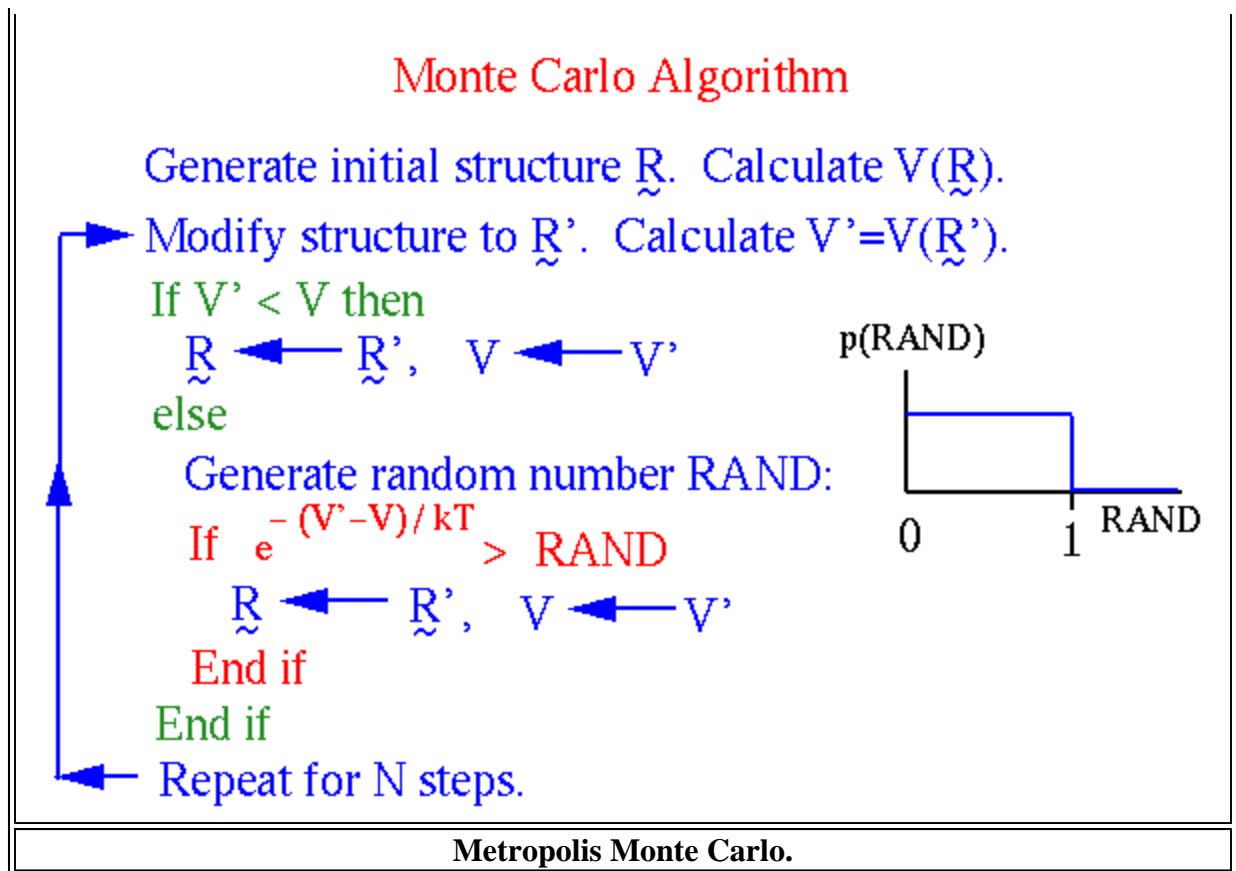 Monte Carlo Algorithm
Generate initial structure R̰. Calculate V(R̰).
Modify structure to R̰’. Calculate V’=V(R̰’).
If V’ < V then
R̰ ← R̰’, V ← V’
else
Generate random number RAND:
If e^– (V’–V) / kT > RAND
R̰ ← R̰’, V ← V’
End if
End if
Repeat for N steps.
p(RAND)
0 1 RAND
Metropolis Monte Carlo.